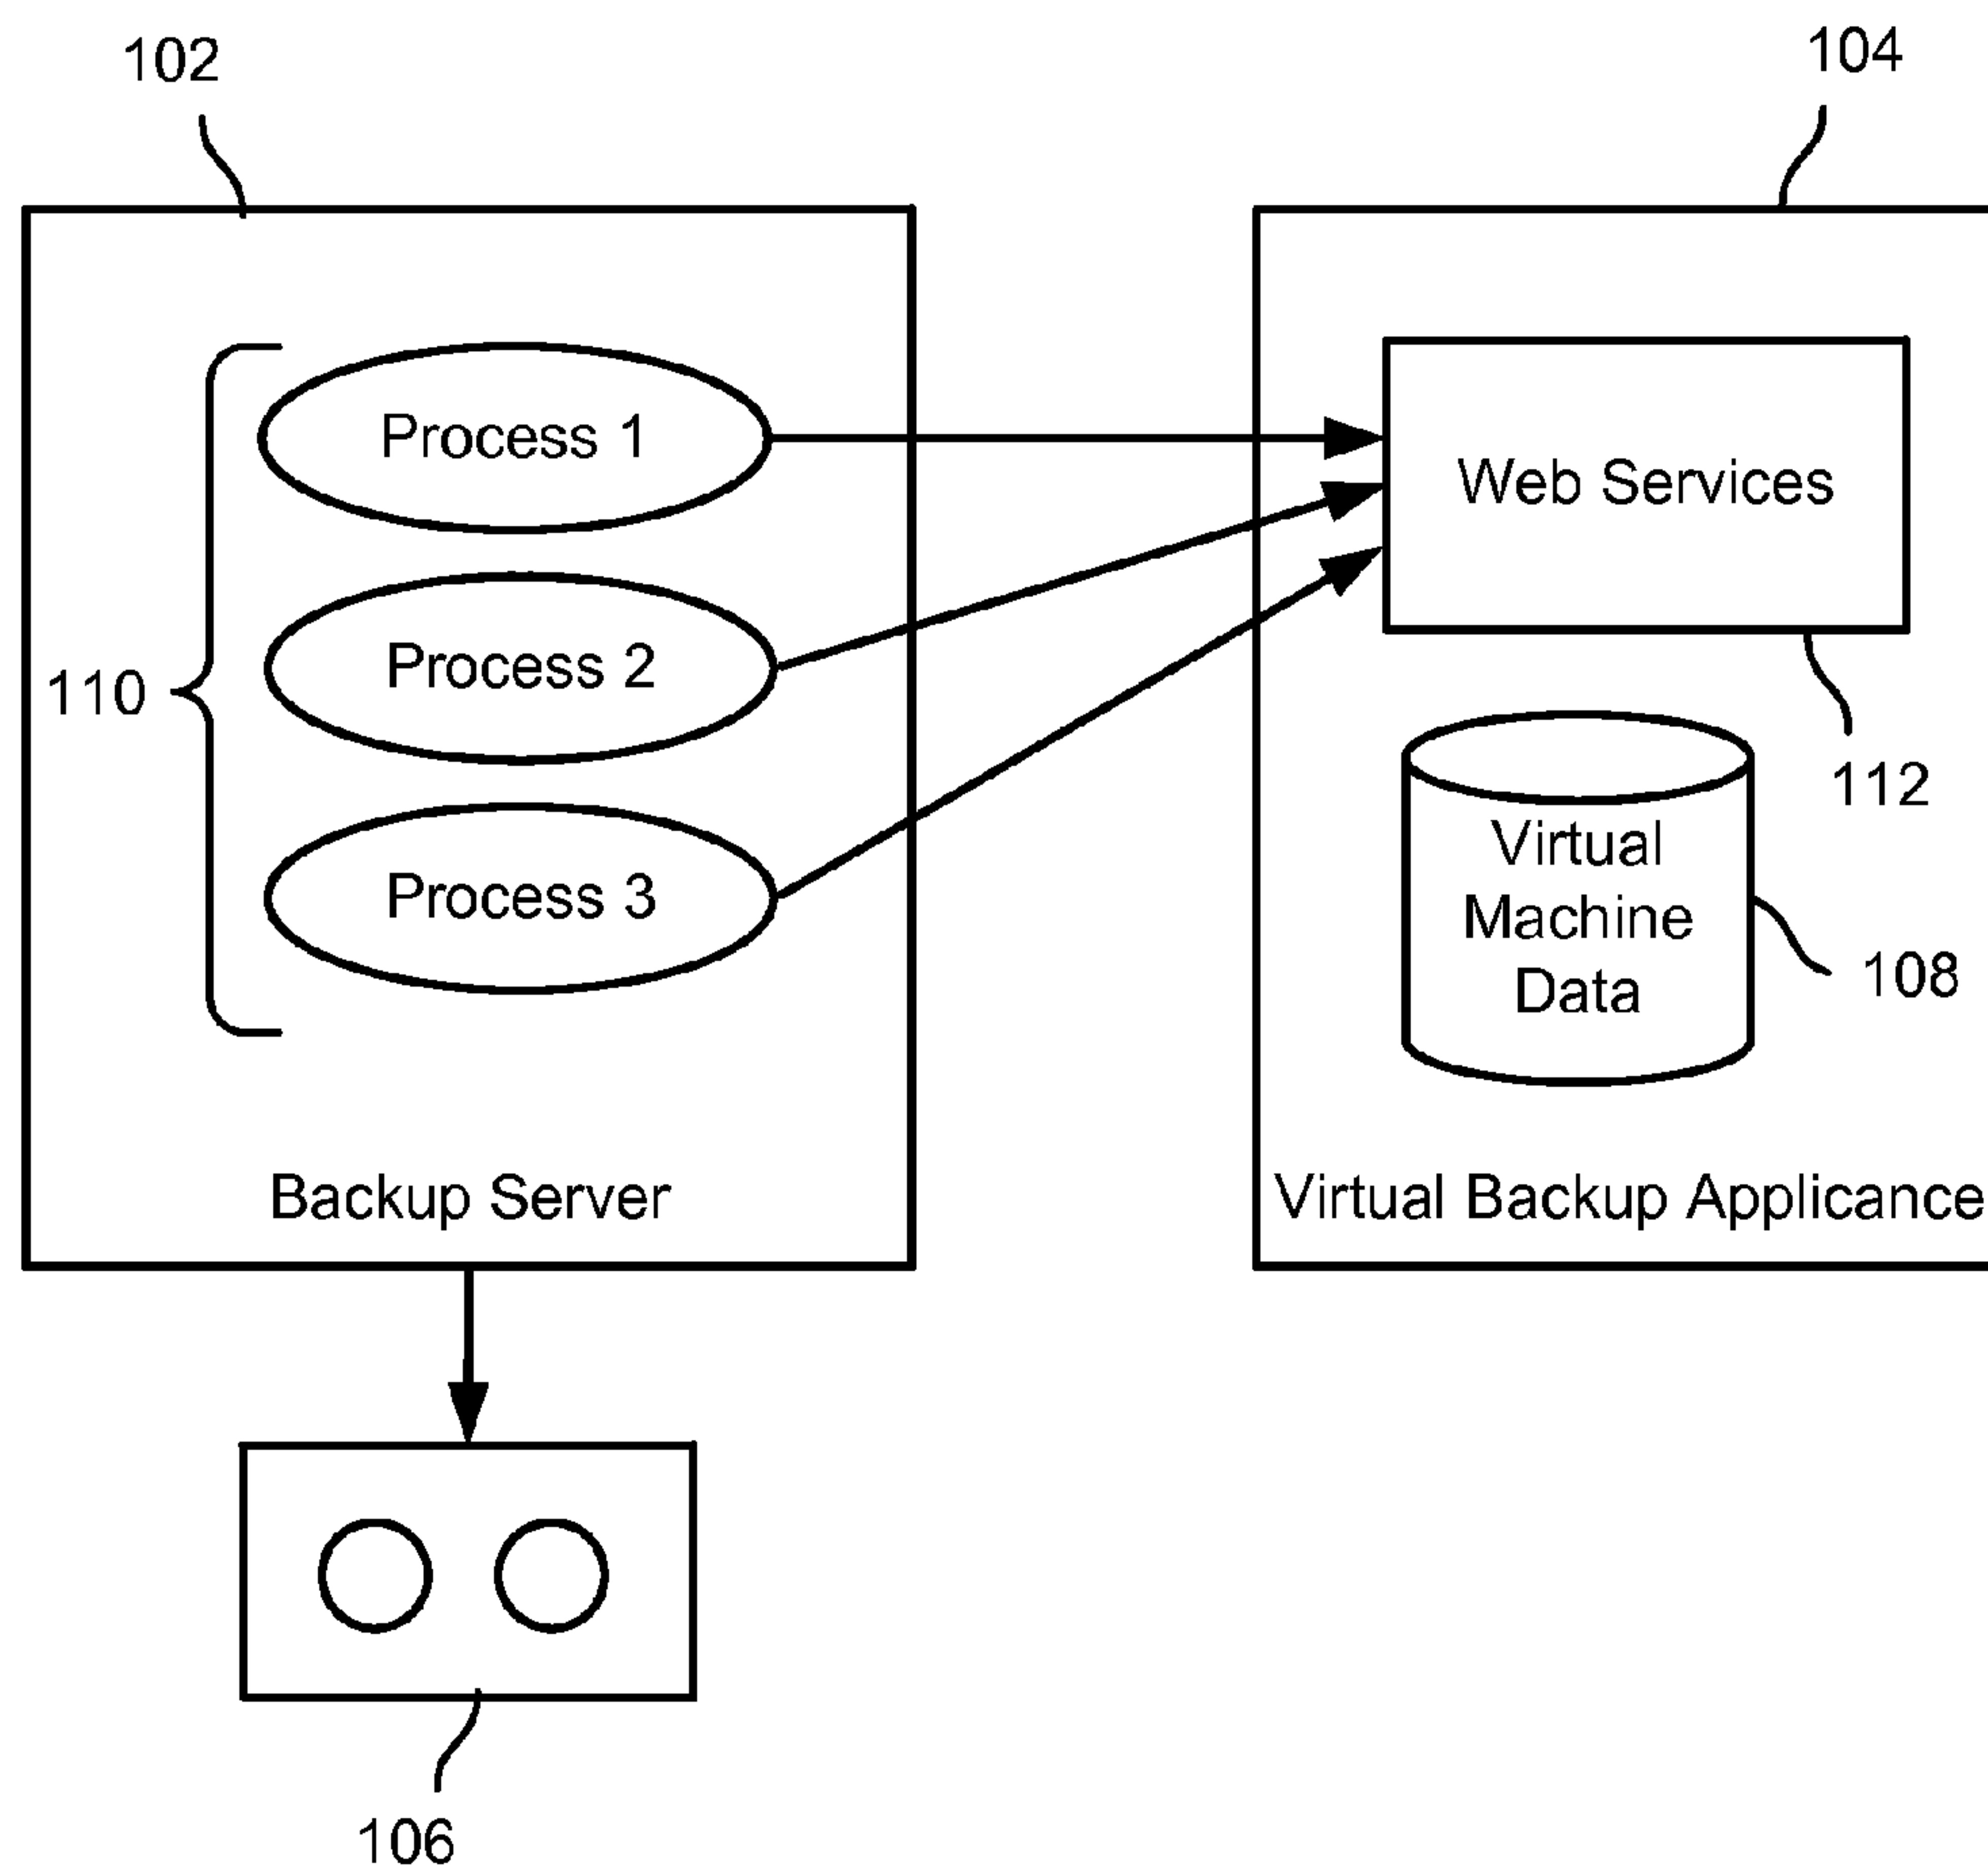 102
104
Process 1
Web Services
Process 2
110
112
Virtual
Machine
Data
Process 3
108
Backup Server
Virtual Backup Applicance
106